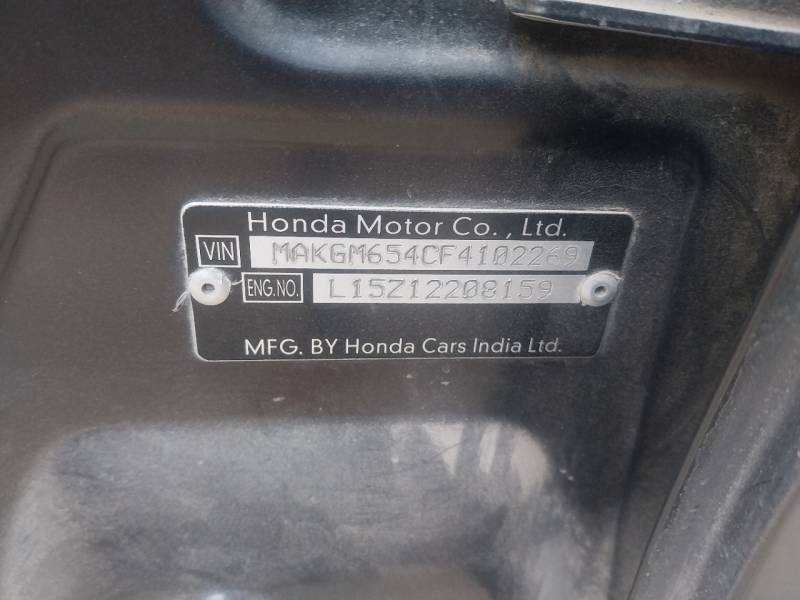 Honda Motor Co., Ltd.
VIN MAKGM654CF4102269
ENG.NO. L15Z12208159
MFG. BY Honda Cars India Ltd.